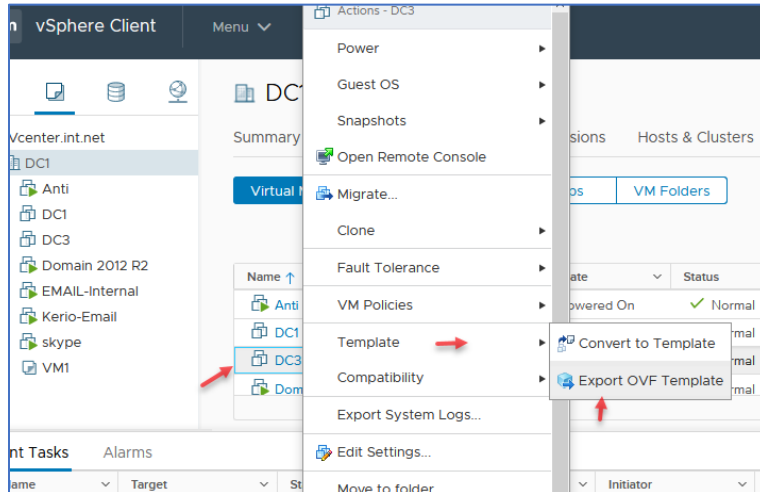 vSphere Client
Menu
Actions - DC3
Power
Guest OS
Snapshots
Open Remote Console
Migrate...
Clone
Fault Tolerance
VM Policies
Template
Compatibility
Export System Logs...
Edit Settings...
Move to folder
Convert to Template
Export OVF Template
Vcenter.int.net
DC1
Anti
DC1
DC3
Domain 2012 R2
EMAIL-Internal
Kerio-Email
skype
VM1
DC1
Summary
Hosts & Clusters
Virtual
VM Folders
Name
Status
Anti
Normal
DC1
DC3
Alarms
Target
Initiator